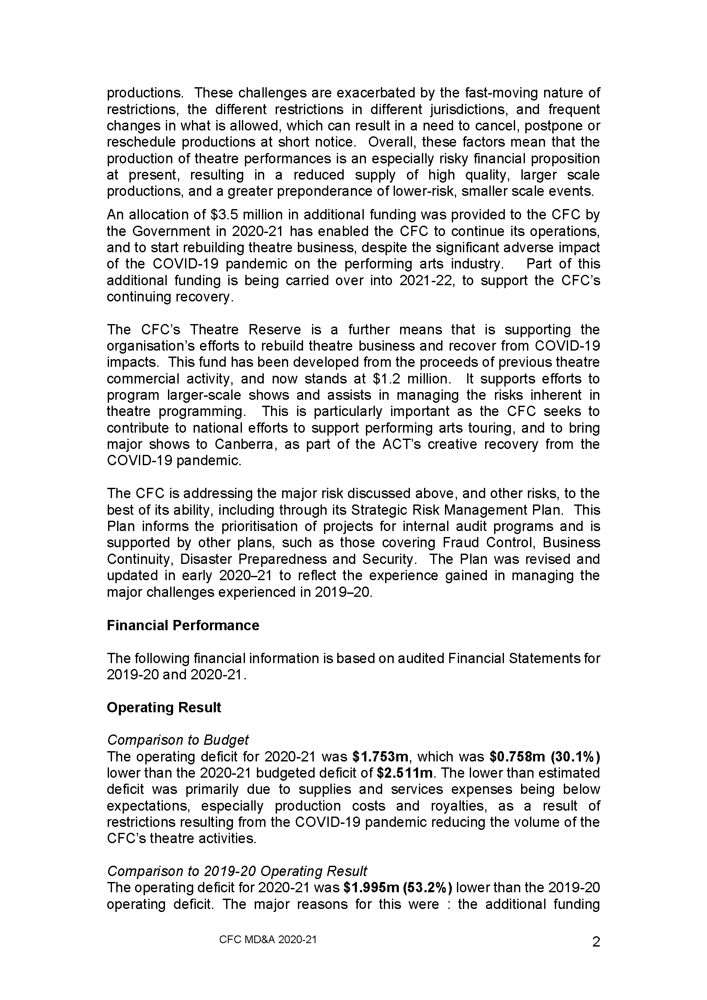 productions.  These challenges are exacerbated by the fast-moving nature of
restrictions, the different restrictions in different jurisdictions, and frequent
changes in what is allowed, which can result in a need to cancel, postpone or
reschedule productions at short notice.  Overall, these factors mean that the
production of theatre performances is an especially risky financial proposition
at present, resulting in a reduced supply of high quality, larger scale
productions, and a greater preponderance of lower-risk, smaller scale events.
An allocation of $3.5 million in additional funding was provided to the CFC by
the Government in 2020-21 has enabled the CFC to continue its operations,
and to start rebuilding theatre business, despite the significant adverse impact
of the COVID-19 pandemic on the performing arts industry.  Part of this
additional funding is being carried over into 2021-22, to support the CFC’s
continuing recovery.
The CFC’s Theatre Reserve is a further means that is supporting the
organisation’s efforts to rebuild theatre business and recover from COVID-19
impacts.  This fund has been developed from the proceeds of previous theatre
commercial activity, and now stands at $1.2 million.  It supports efforts to
program larger-scale shows and assists in managing the risks inherent in
theatre programming.  This is particularly important as the CFC seeks to
contribute to national efforts to support performing arts touring, and to bring
major shows to Canberra, as part of the ACT’s creative recovery from the
COVID-19 pandemic.
The CFC is addressing the major risk discussed above, and other risks, to the
best of its ability, including through its Strategic Risk Management Plan.  This
Plan informs the prioritisation of projects for internal audit programs and is
supported by other plans, such as those covering Fraud Control, Business
Continuity, Disaster Preparedness and Security.  The Plan was revised and
updated in early 2020–21 to reflect the experience gained in managing the
major challenges experienced in 2019–20.
Financial Performance
The following financial information is based on audited Financial Statements for
2019-20 and 2020-21.
Operating Result
Comparison to Budget
The operating deficit for 2020-21 was $1.753m, which was $0.758m (30.1%)
lower than the 2020-21 budgeted deficit of $2.511m. The lower than estimated
deficit was primarily due to supplies and services expenses being below
expectations, especially production costs and royalties, as a result of
restrictions resulting from the COVID-19 pandemic reducing the volume of the
CFC’s theatre activities.
Comparison to 2019-20 Operating Result
The operating deficit for 2020-21 was $1.995m (53.2%) lower than the 2019-20
operating deficit. The major reasons for this were : the additional funding
CFC MD&A 2020-21
2